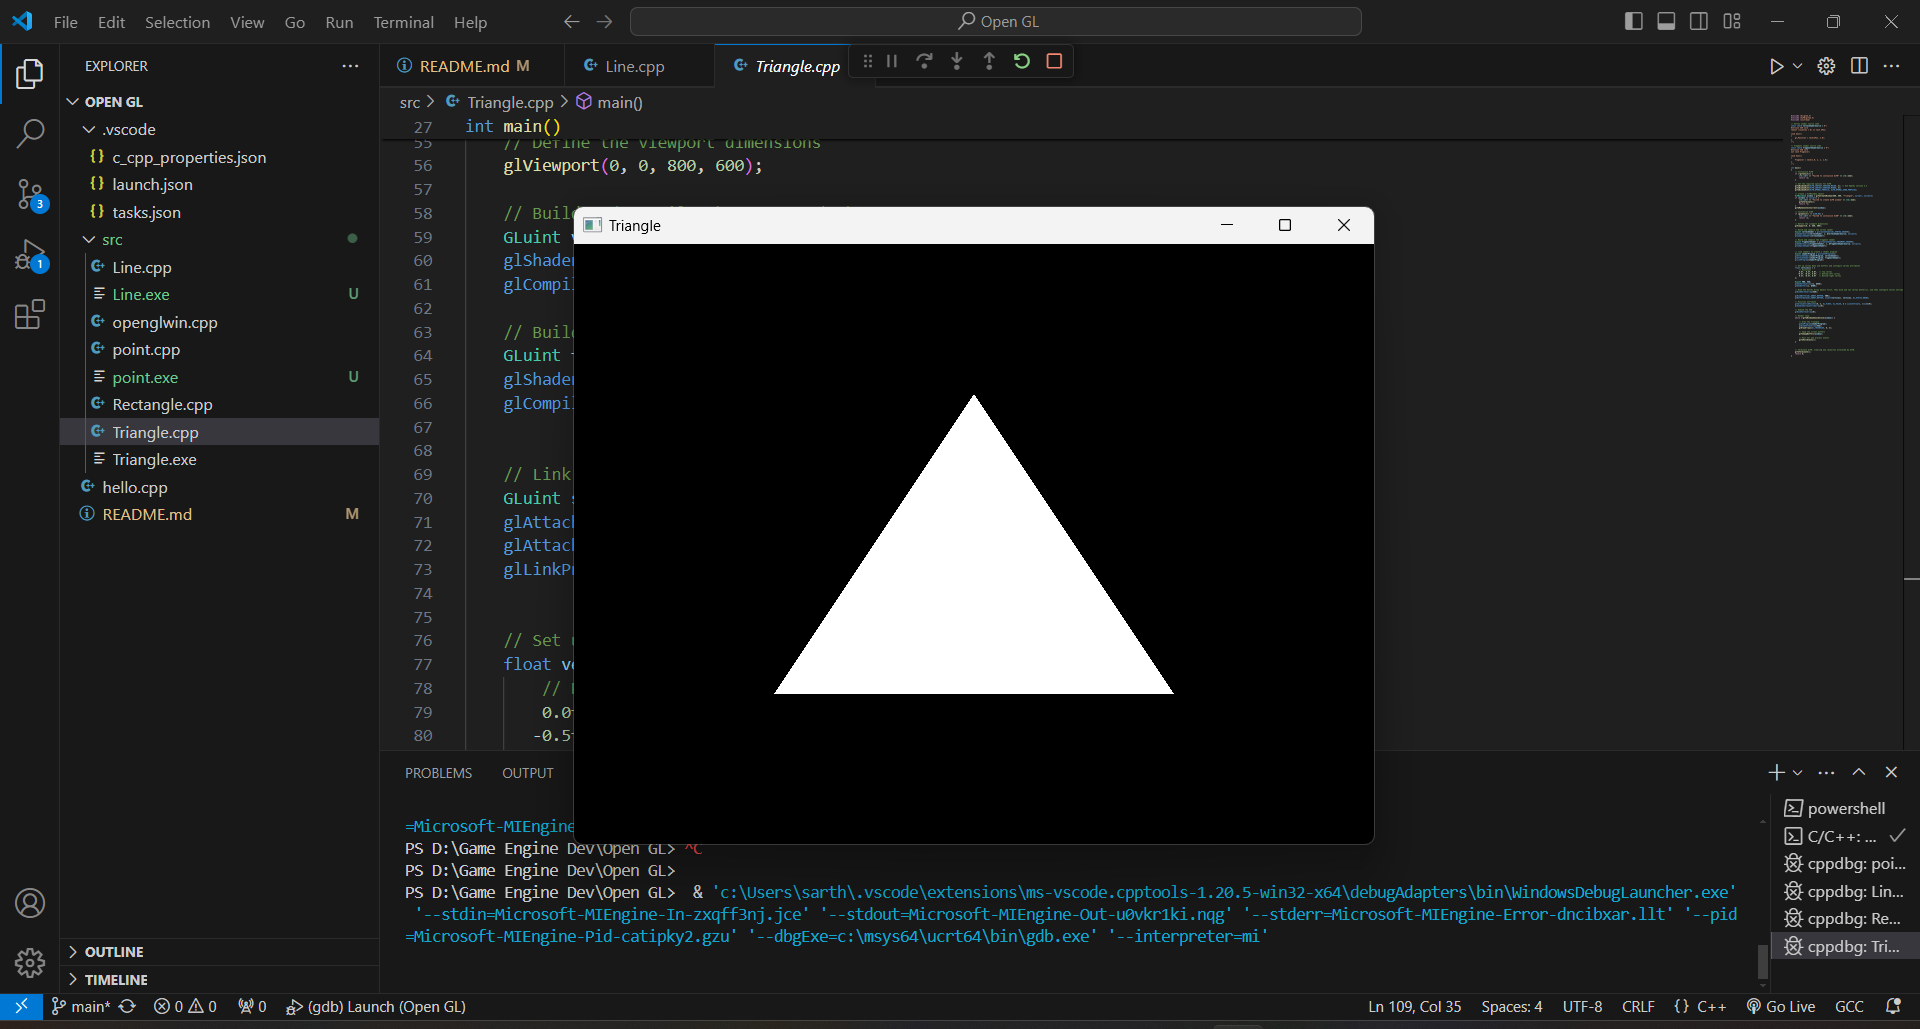 File Edit Selection View Go Run Terminal Help
Open GL
EXPLORER
OPEN GL
.vscode
c_cpp_properties.json
launch.json
tasks.json
src
Line.cpp
Line.exe U
openglwin.cpp
point.cpp
point.exe U
Rectangle.cpp
Triangle.cpp
Triangle.exe
hello.cpp
README.md M
OUTLINE
TIMELINE
README.md M
Line.cpp
Triangle.cpp
src > Triangle.cpp > main()
27 int main()
55 // Define the viewport dimensions
56 glViewport(0, 0, 800, 600);
57
58 // Buil
59 GLuint
60 glShade
61 glCompi
62
63 // Buil
64 GLuint
65 glShade
66 glCompi
67
68
69 // Link
70 GLuint
71 glAttac
72 glAttac
73 glLinkP
74
75
76 // Set
77 float v
78 //
79 0.0
80 -0.5
Triangle
PROBLEMS OUTPUT
=Microsoft-MIEngine
PS D:\Game Engine Dev\Open GL> ^C
PS D:\Game Engine Dev\Open GL>
PS D:\Game Engine Dev\Open GL> & 'c:\Users\sarth\.vscode\extensions\ms-vscode.cpptools-1.20.5-win32-x64\debugAdapters\bin\WindowsDebugLauncher.exe'
'--stdin=Microsoft-MIEngine-In-zxqff3nj.jce' '--stdout=Microsoft-MIEngine-Out-u0vkr1ki.nqg' '--stderr=Microsoft-MIEngine-Error-dncibxar.llt' '--pid
=Microsoft-MIEngine-Pid-catipky2.gzu' '--dbgExe=c:\msys64\ucrt64\bin\gdb.exe' '--interpreter=mi'
powershell
C/C++: ...
cppdbg: poi...
cppdbg: Lin...
cppdbg: Re...
cppdbg: Tri...
3
1
main* 0 0 0 (gdb) Launch (Open GL)
Ln 109, Col 35 Spaces: 4 UTF-8 CRLF {} C++ Go Live GCC